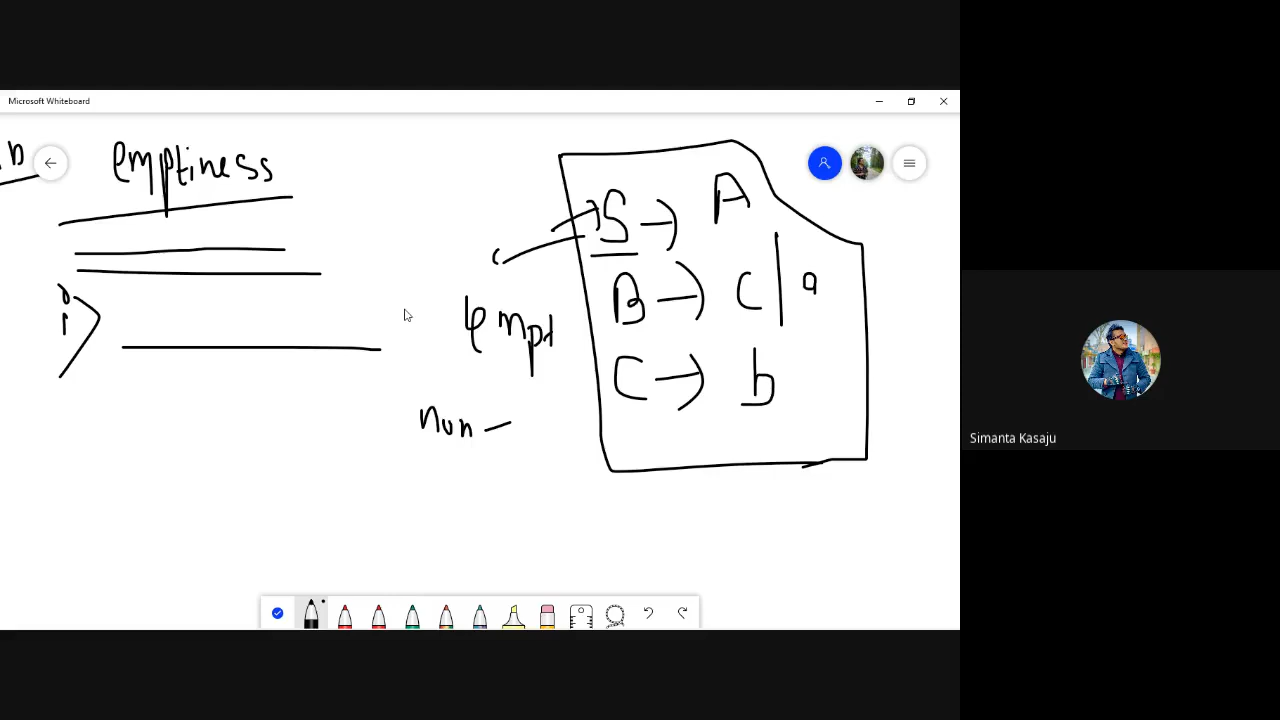 Microsoft Whiteboard
b
emptiness
S → A
B → C | a
i>
empt
C → b
non -
Simanta Kasaju